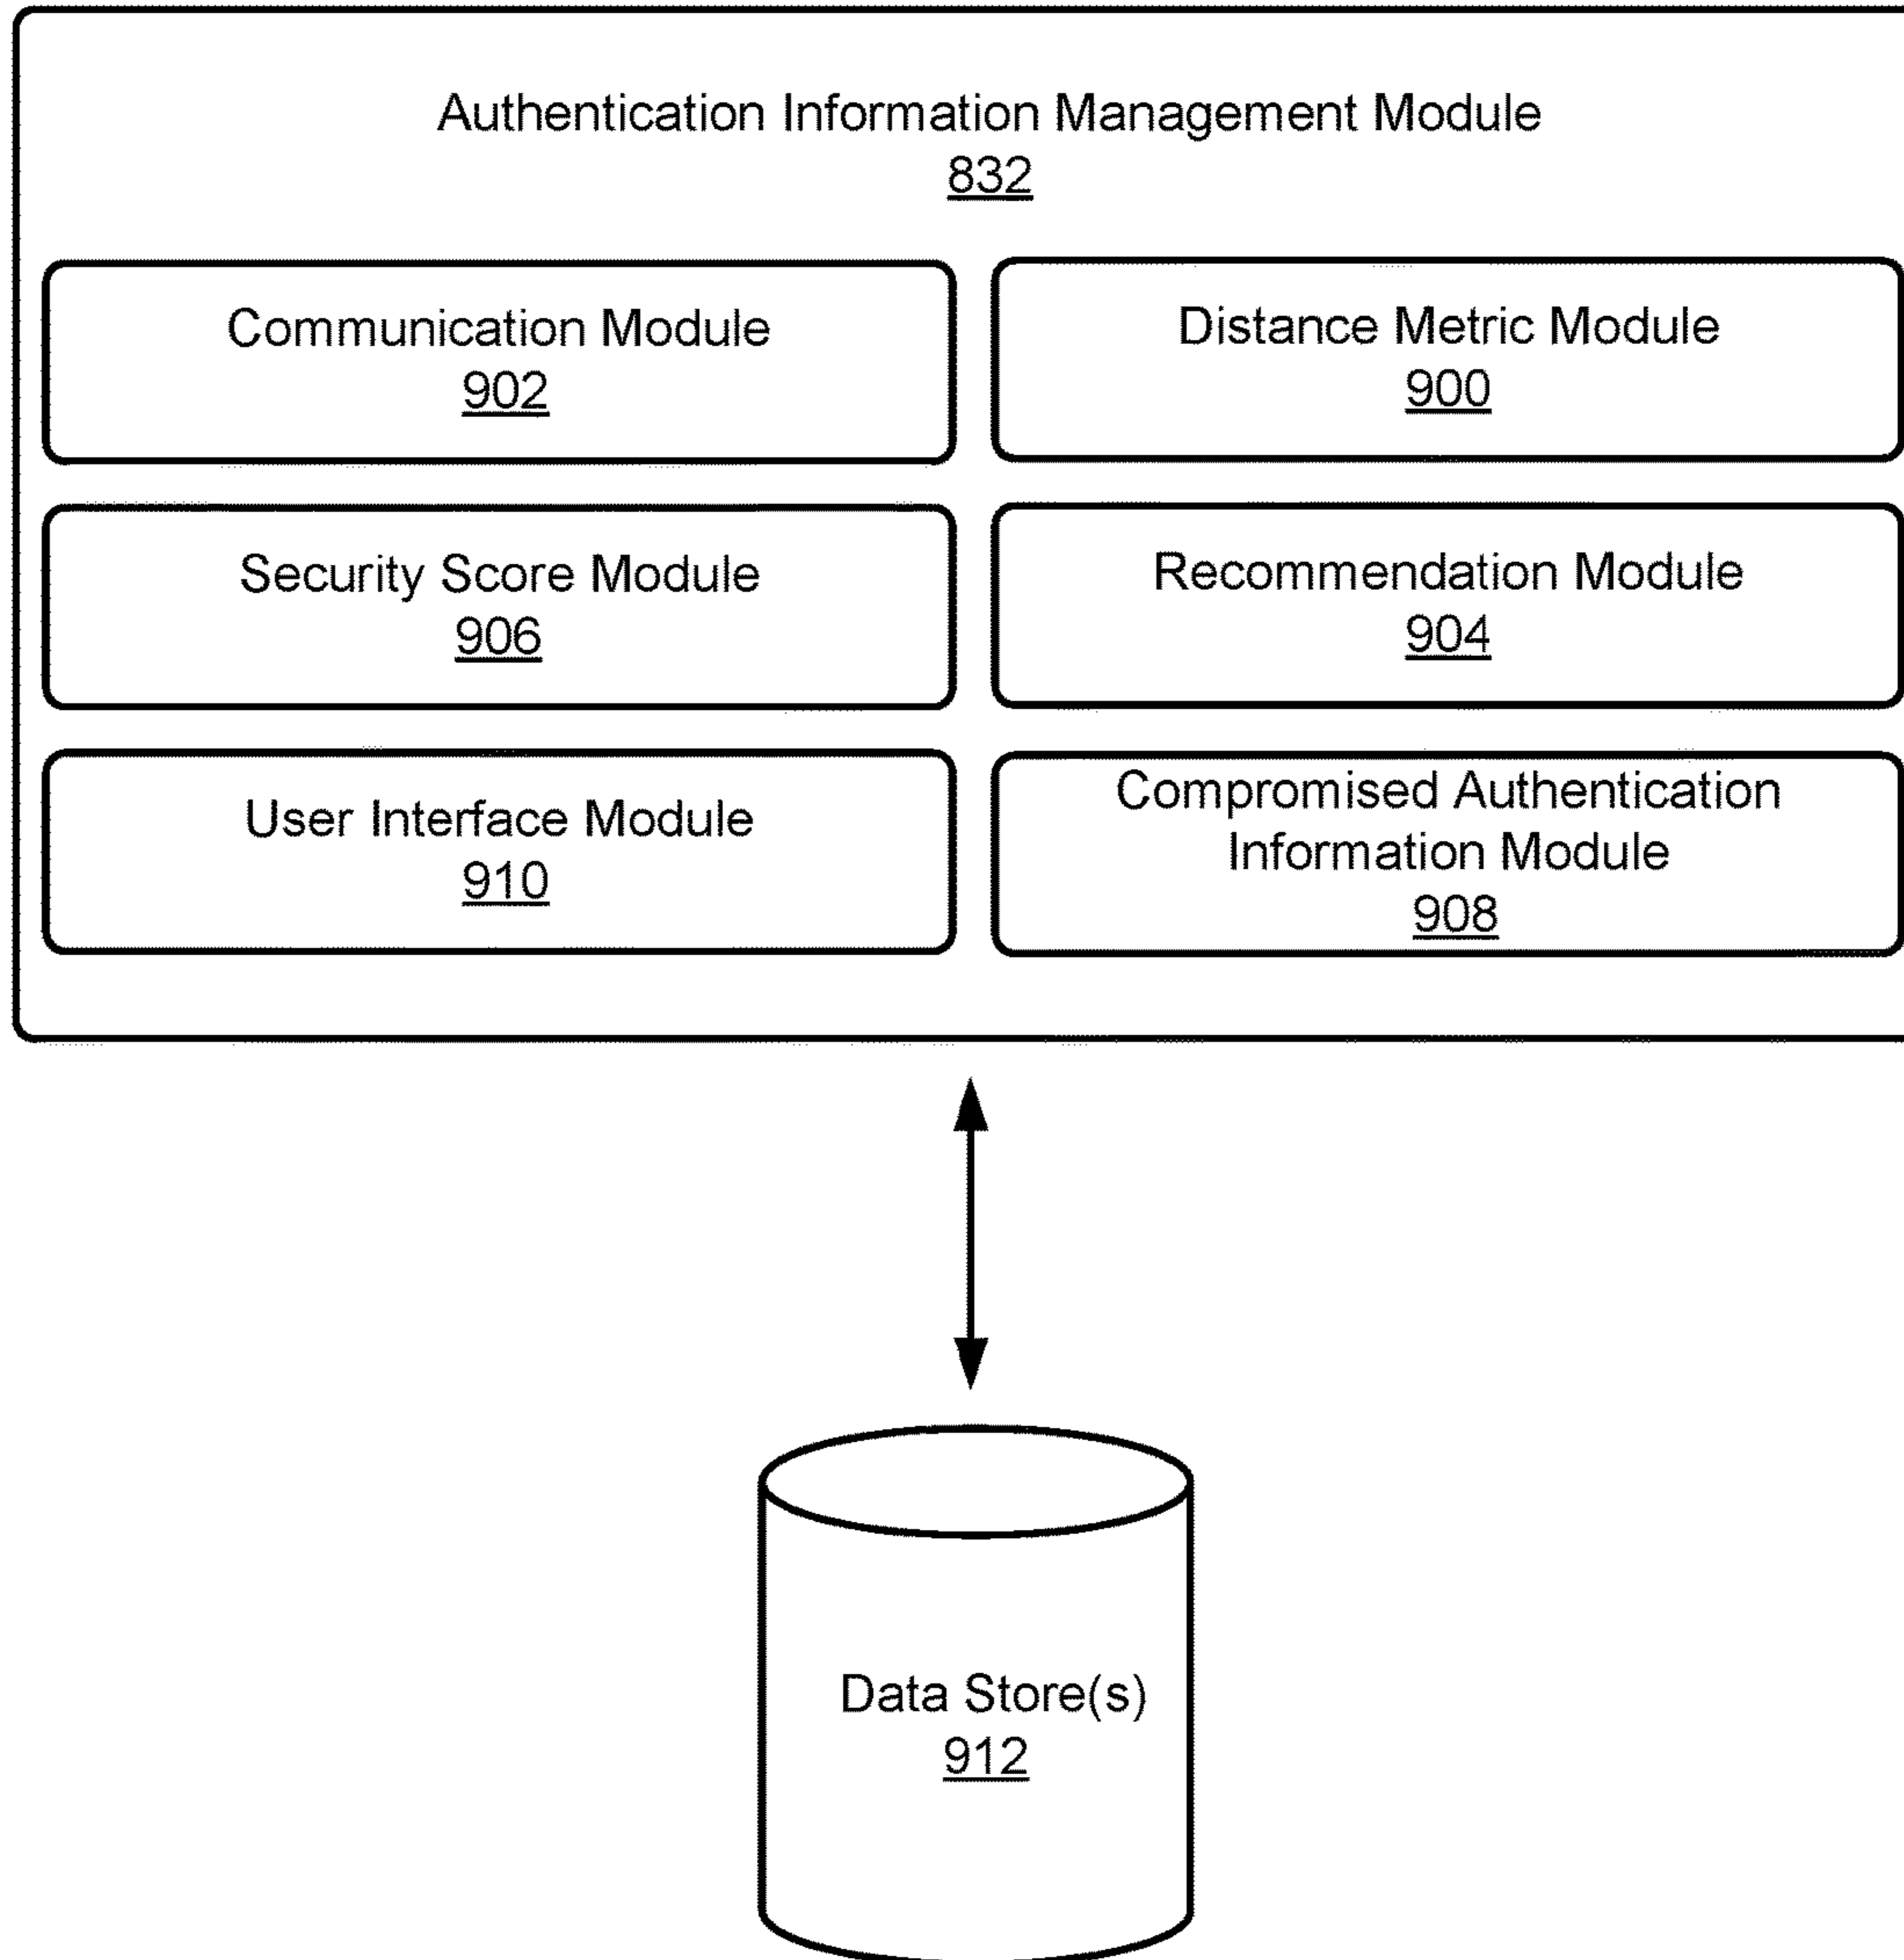 Authentication Information Management Module
832
Communication Module
902
Distance Metric Module
900
Security Score Module
906
Recommendation Module
904
User Interface Module
910
Compromised Authentication
Information Module
908
Data Store(s)
912